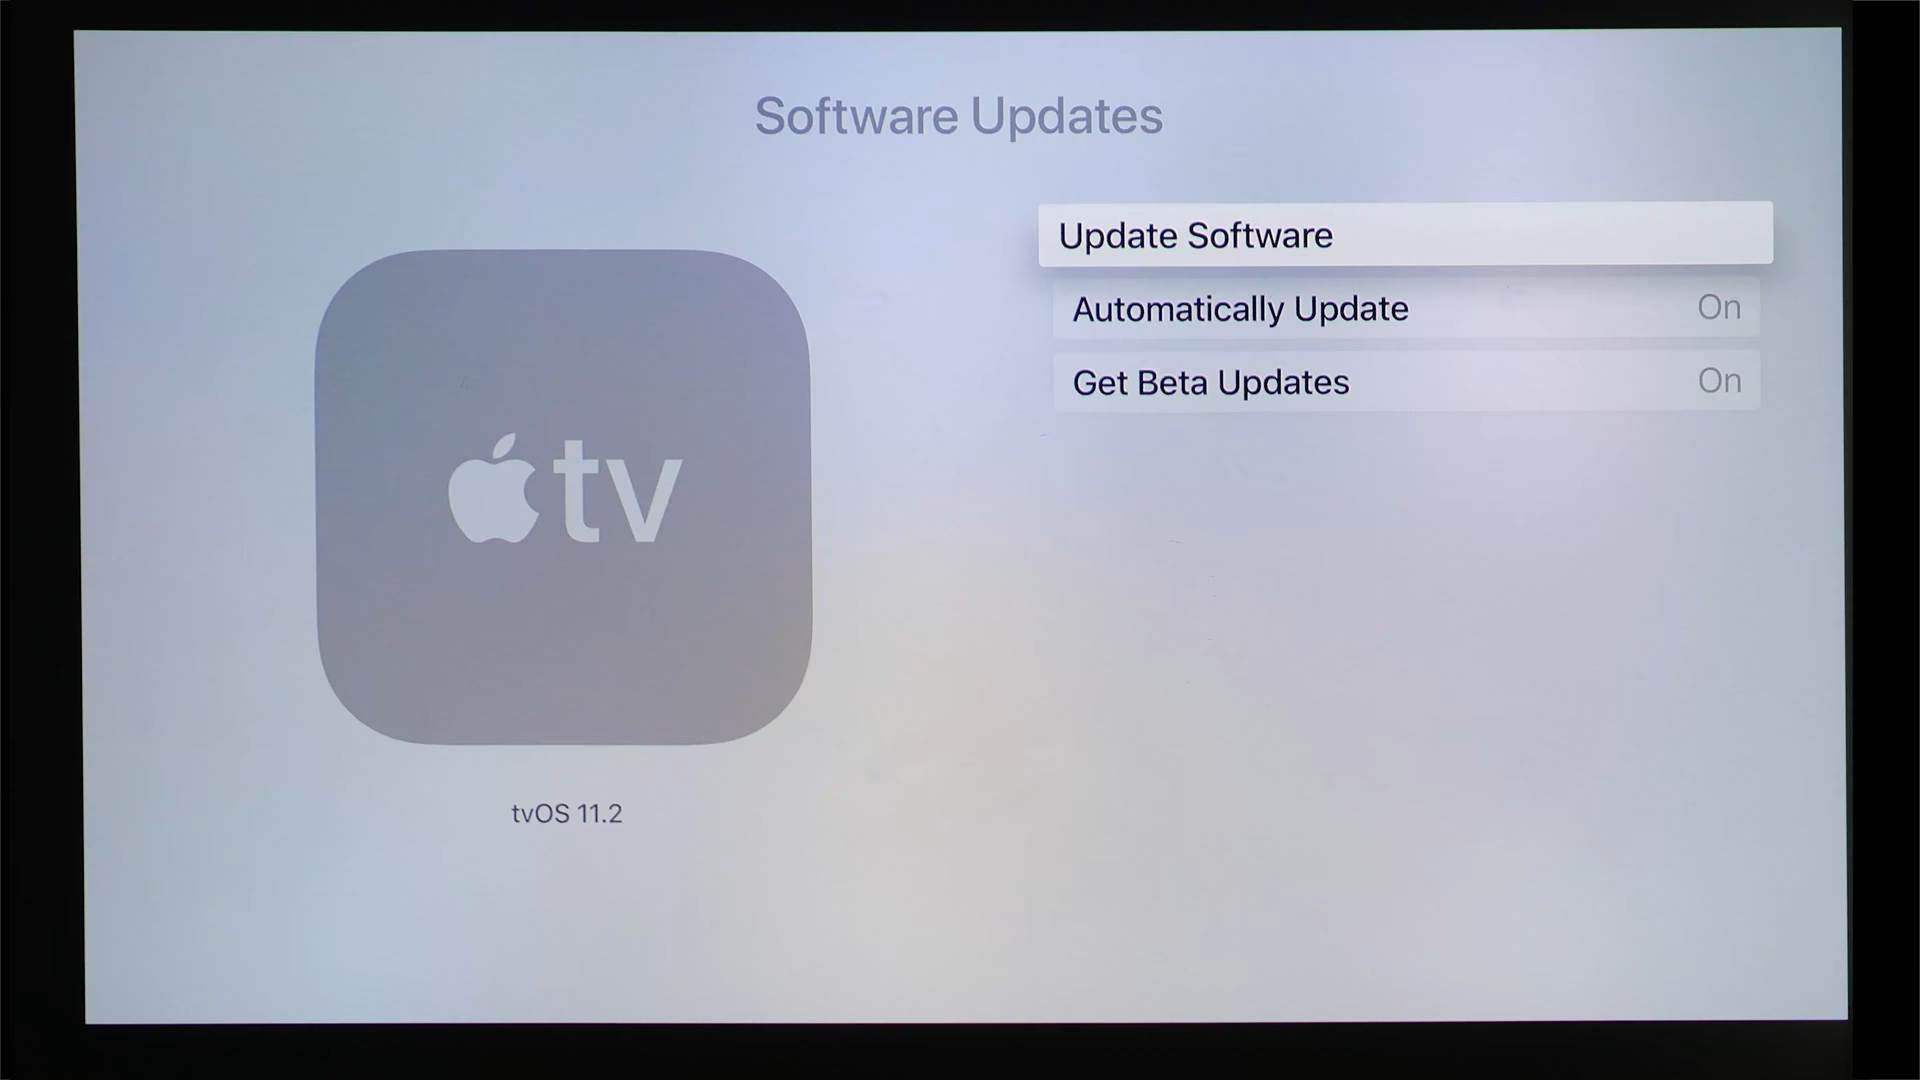 Software Updates
Update Software
Automatically Update On
Get Beta Updates On
tv
tvOS 11.2